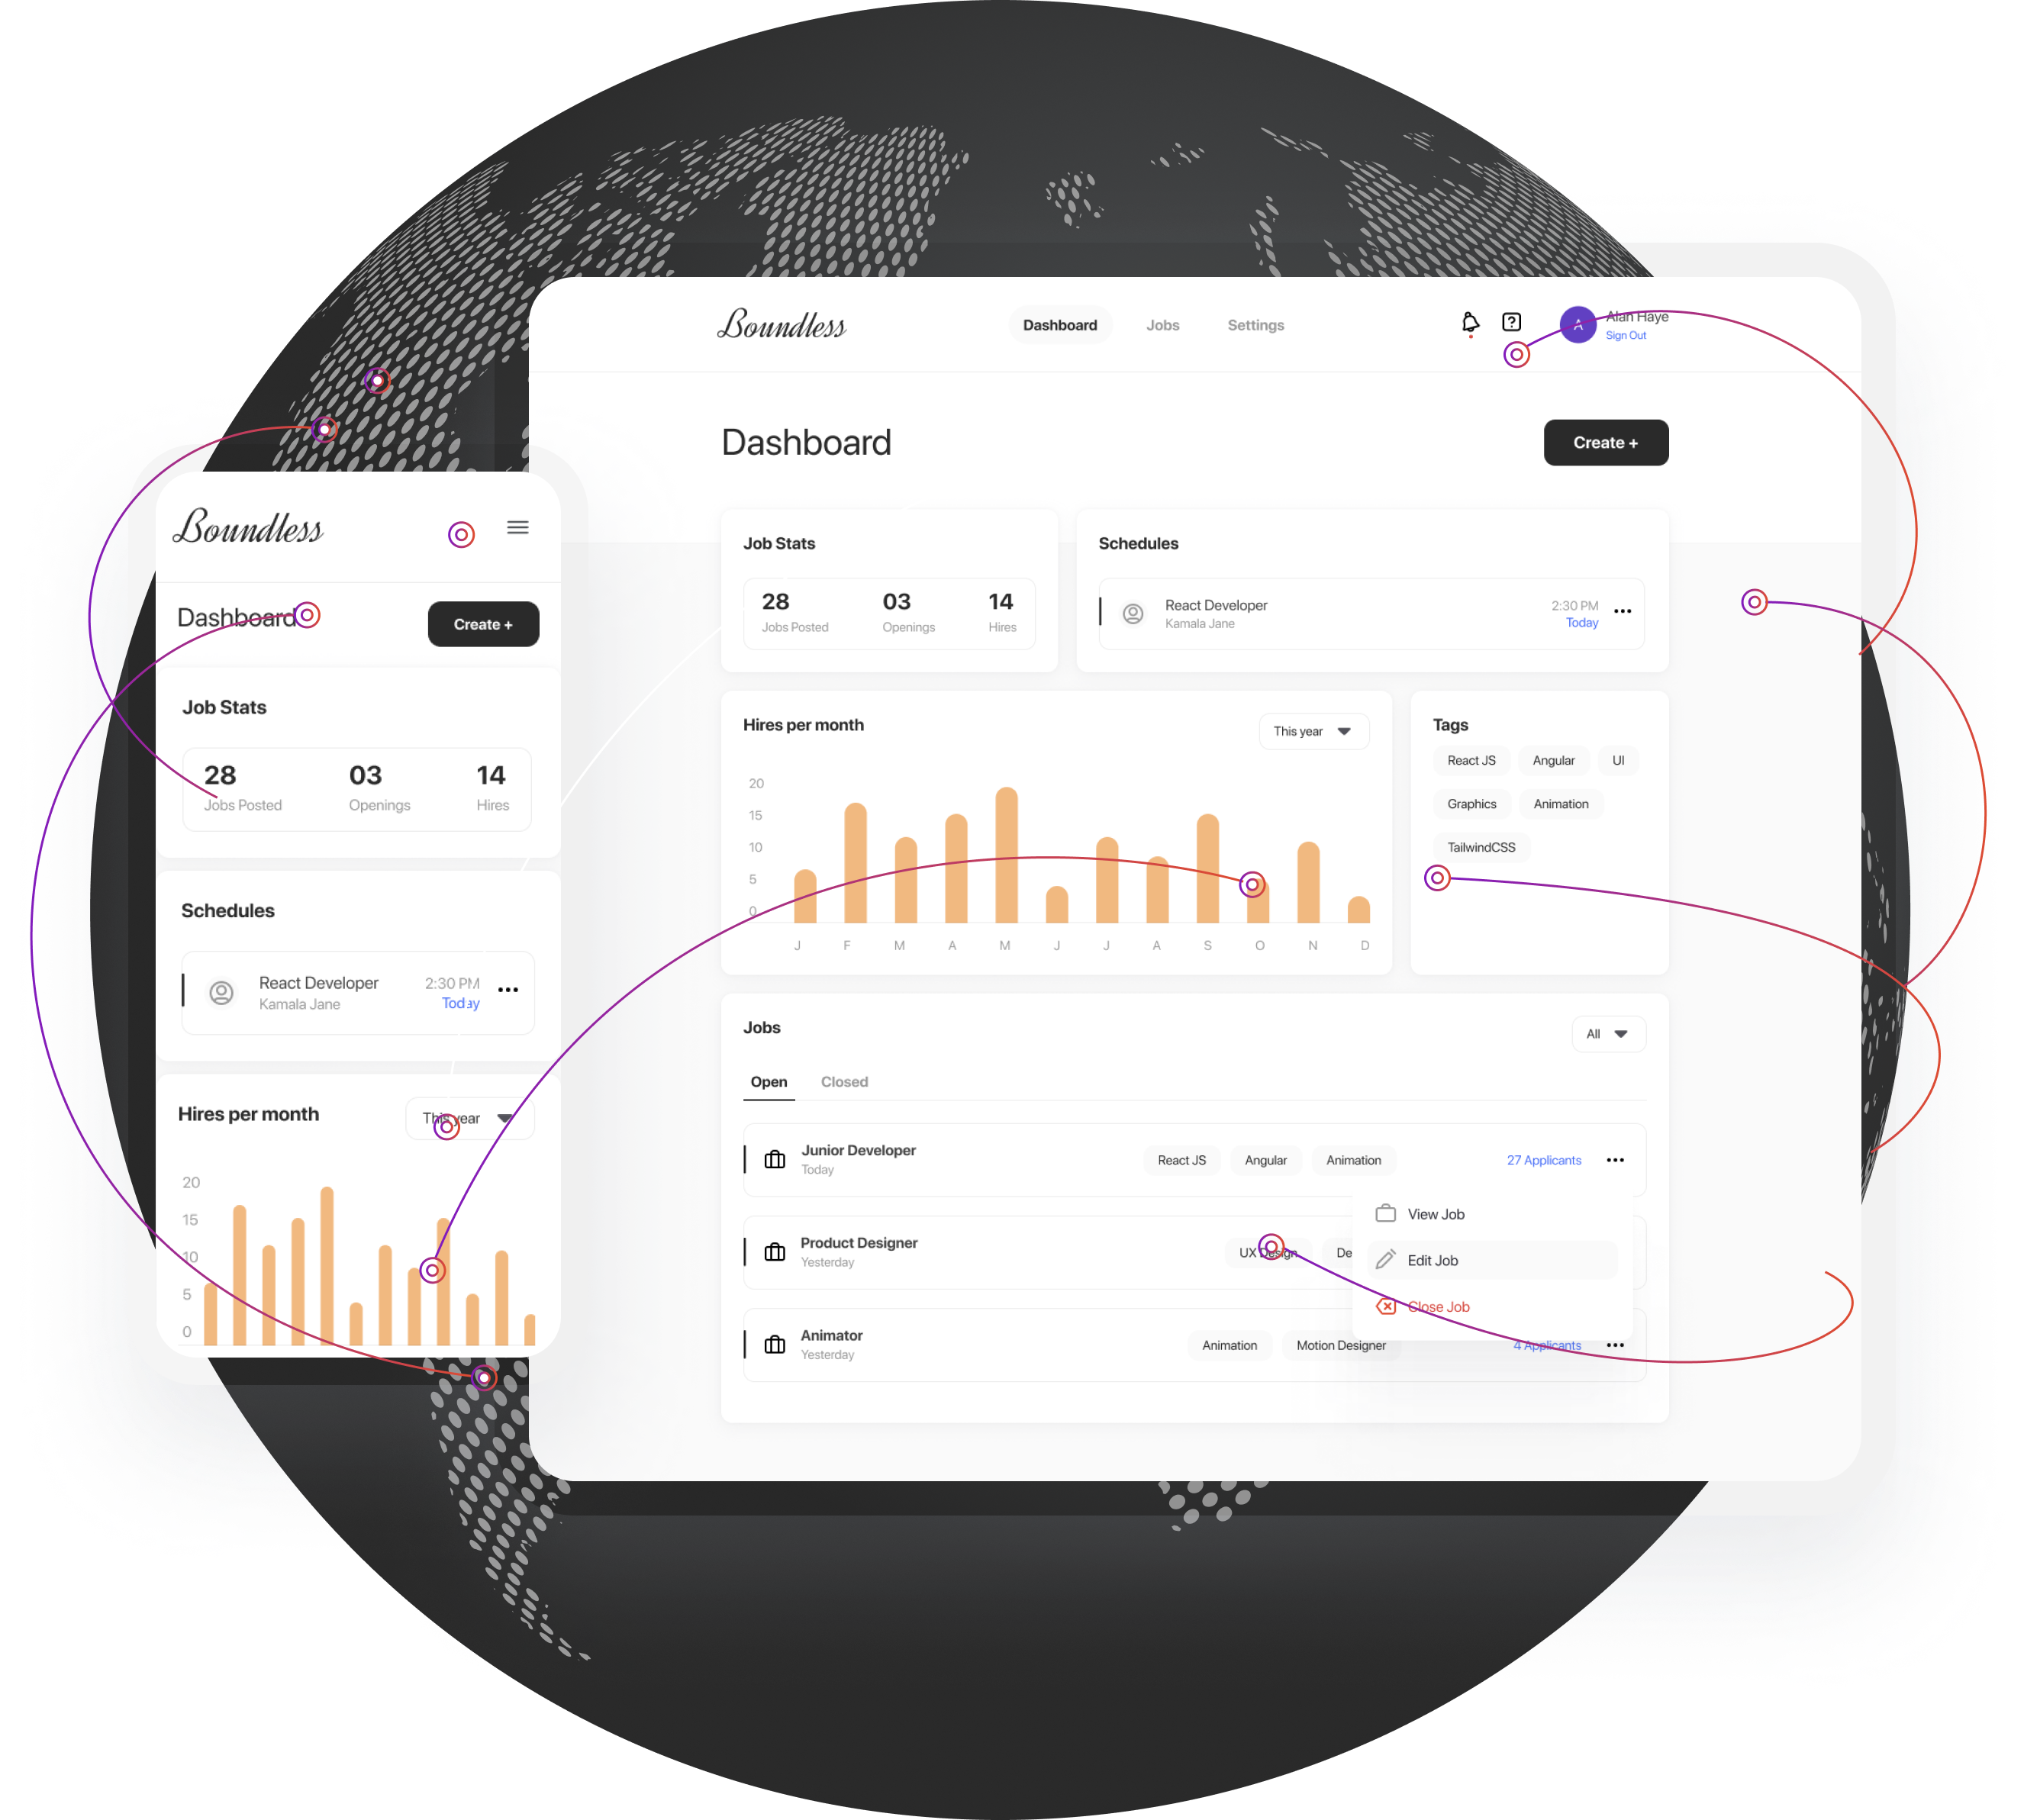 Boundless
Dashboard
Jobs
Settings
A
Alan Haye
Sign Out
Dashboard
Create +
Job Stats
28
03
14
Jobs Posted
Openings
Hires
Schedules
React Developer
Kamala Jane
2:30 PM
Today
Hires per month
This year
20
15
10
5
0
J F M A M J J A S O N D
Tags
React JS
Angular
UI
Graphics
Animation
TailwindCSS
Jobs
All
Open
Closed
Junior Developer
Today
React JS
Angular
Animation
27 Applicants
Product Designer
Yesterday
UX Design
De
View Job
Edit Job
Close Job
Animator
Yesterday
Animation
Motion Designer
4 Applicants
Boundless
Dashboard
Create +
Job Stats
28
03
14
Jobs Posted
Openings
Hires
Schedules
React Developer
Kamala Jane
2:30 PM
Today
Hires per month
This year
20
15
10
5
0